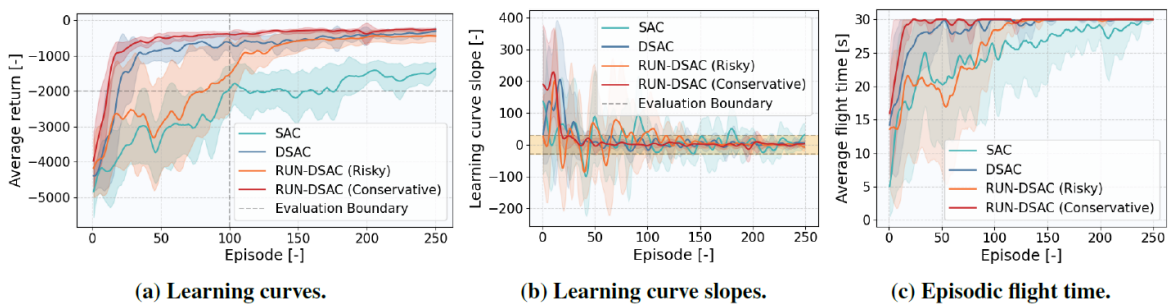 0
−1000
−2000
−3000
−4000
−5000
Average return [-]
SAC
DSAC
RUN-DSAC (Risky)
RUN-DSAC (Conservative)
Evaluation Boundary
0 50 100 150 200 250
Episode [-]
(a) Learning curves.
400
300
200
100
0
−100
−200
Learning curve slope [-]
SAC
DSAC
RUN-DSAC (Risky)
RUN-DSAC (Conservative)
Evaluation Boundary
0 50 100 150 200 250
Episode [-]
(b) Learning curve slopes.
30
25
20
15
10
5
0
Average flight time [s]
SAC
DSAC
RUN-DSAC (Risky)
RUN-DSAC (Conservative)
0 50 100 150 200 250
Episode [-]
(c) Episodic flight time.